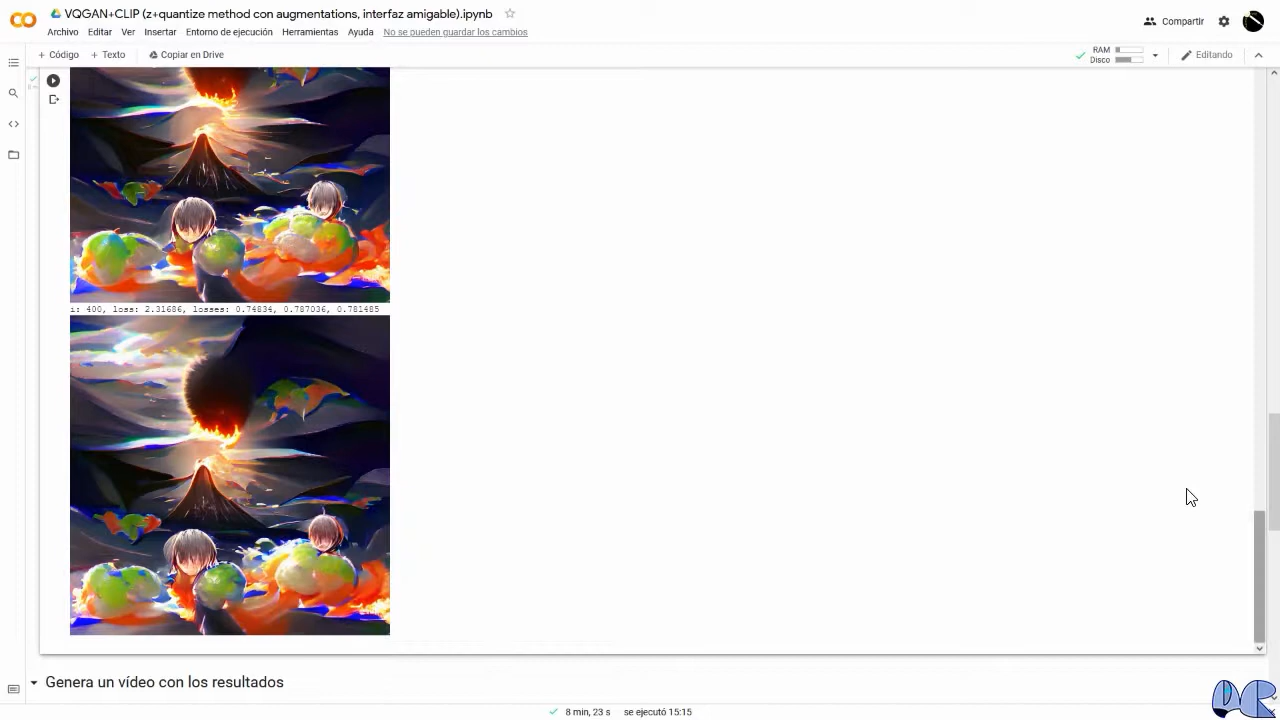 VQGAN+CLIP (z+quantize method con augmentations, interfaz amigable).ipynb
Compartir
Archivo Editar Ver Insertar Entorno de ejecución Herramientas Ayuda No se pueden guardar los cambios
+ Código + Texto Copiar en Drive
RAM
Disco
Editando
i: 400, loss: 2.31686, losses: 0.74834, 0.787036, 0.781485
Genera un vídeo con los resultados
8 min, 23 s se ejecutó 15:15